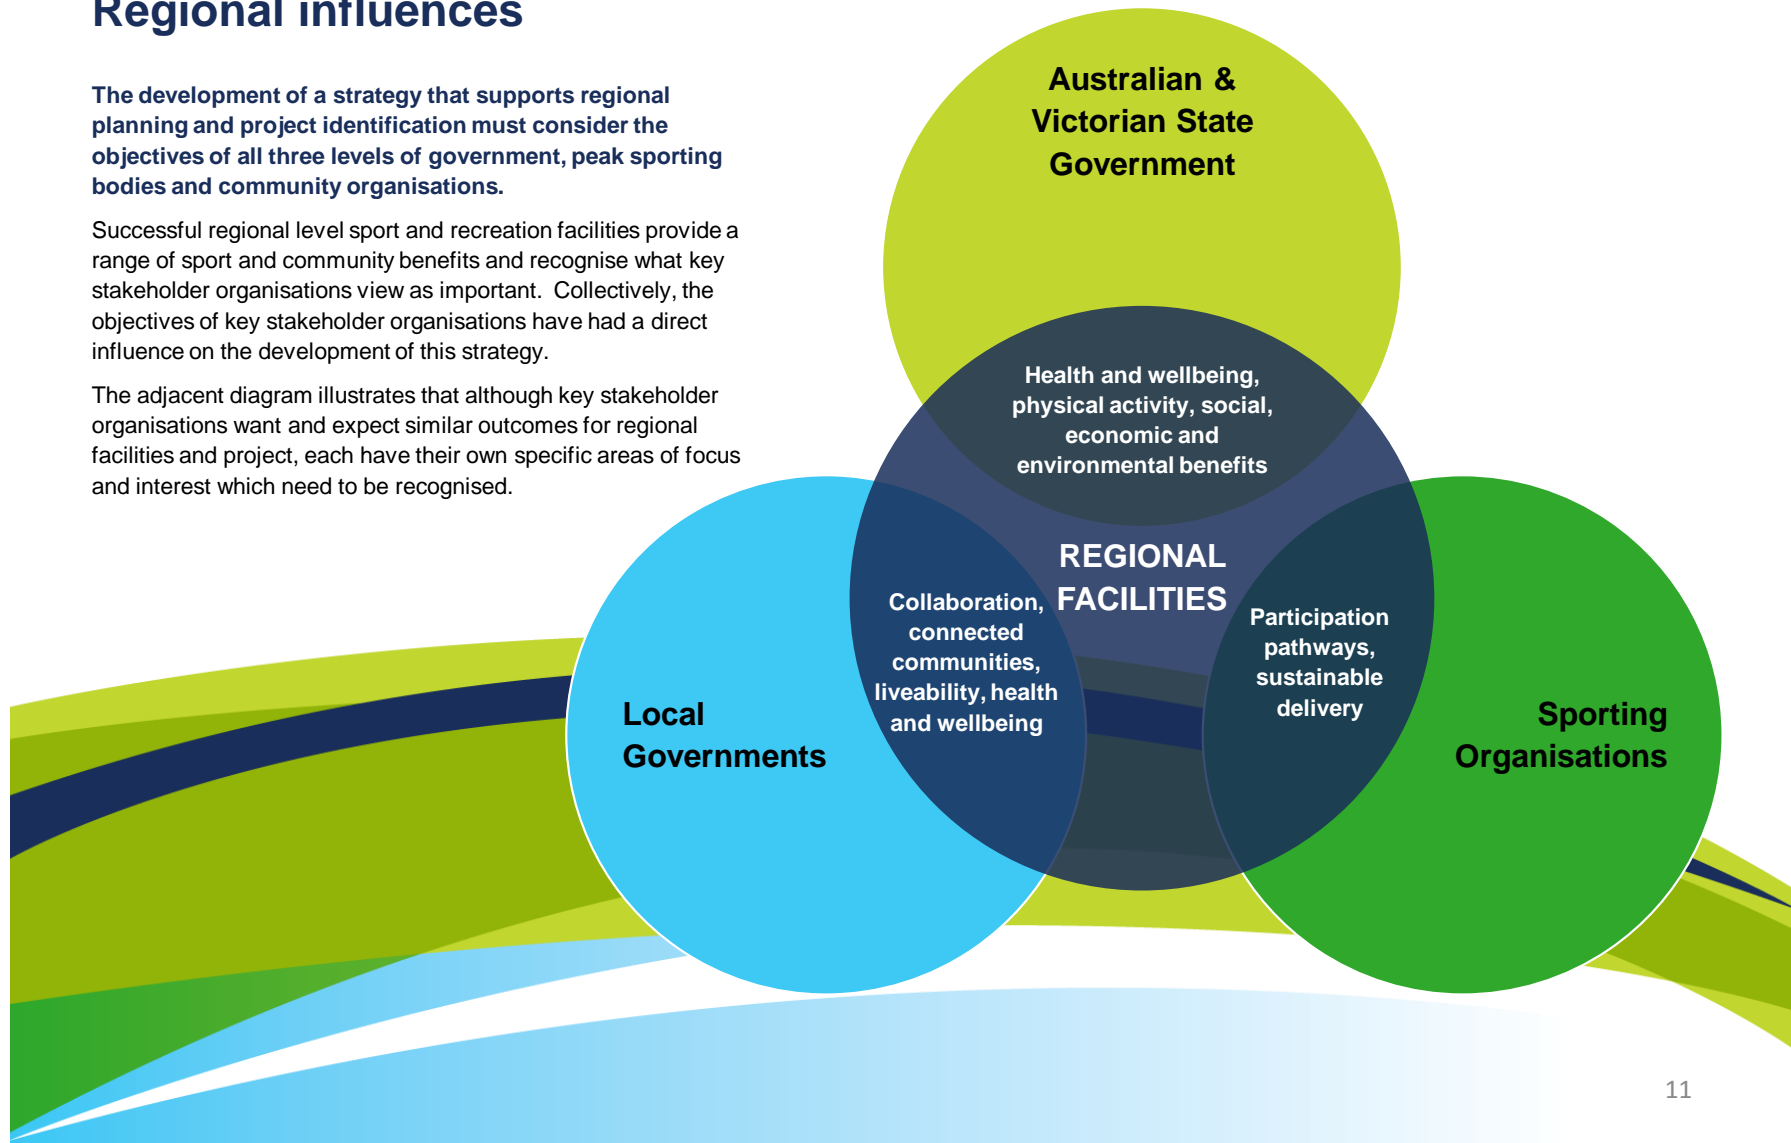 Regional influences
The development of a strategy that supports regional
planning and project identification must consider the
objectives of all three levels of government, peak sporting
bodies and community organisations.
Successful regional level sport and recreation facilities provide a
range of sport and community benefits and recognise what key
stakeholder organisations view as important.  Collectively, the
objectives of key stakeholder organisations have had a direct
influence on the development of this strategy.
The adjacent diagram illustrates that although key stakeholder
organisations want and expect similar outcomes for regional
facilities and project, each have their own specific areas of focus
and interest which need to be recognised.
Australian &
Victorian State
Government
Health and wellbeing,
physical activity, social,
economic and
environmental benefits
REGIONAL
FACILITIES
Collaboration,
connected
communities,
liveability, health
and wellbeing
Participation
pathways,
sustainable
delivery
Local
Governments
Sporting
Organisations
11